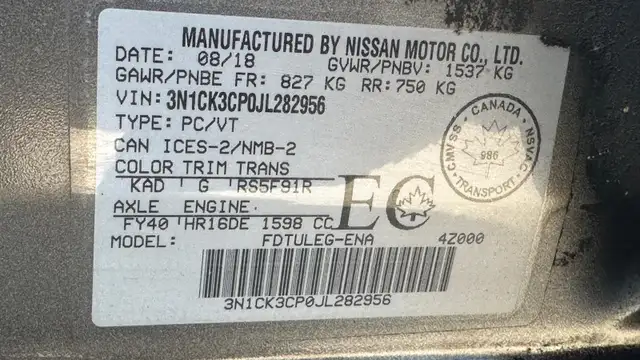 MANUFACTURED BY NISSAN MOTOR CO., LTD.
DATE: 08/18 GVWR/PNBV: 1537 KG
GAWR/PNBE FR: 827 KG RR: 750 KG
VIN: 3N1CK3CP0JL282956
TYPE: PC/VT
CAN ICES-2/NMB-2
COLOR TRIM TRANS
KAD G RS5F91R
AXLE ENGINE
FY40 HR16DE 1598 CC
EC
MODEL: FDTULEG-ENA 4Z000
3N1CK3CP0JL282956
CANADA
CMVSS NSVAC
986
TRANSPORT